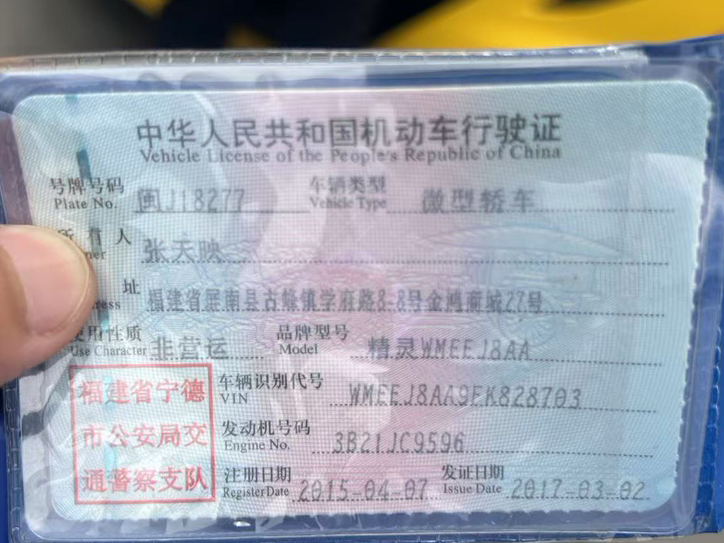 中华人民共和国机动车行驶证
Vehicle License of the People's Republic of China
号牌号码 闽J18277 车辆类型 微型轿车
Plate No. Vehicle Type
所有人 张天映
址 福建省屏南县古峰镇学府路8-8号金鸿商城27号
使用性质 非营运 品牌型号 精灵WMEEJ8AA
Use Character Model
福建省宁德 车辆识别代号 WMEEJ8AA9FK828703
VIN
市公安局交 发动机号码 3B21JC9596
Engine No.
通警察支队 注册日期 2015-04-07 发证日期 2017-03-02
Register Date Issue Date